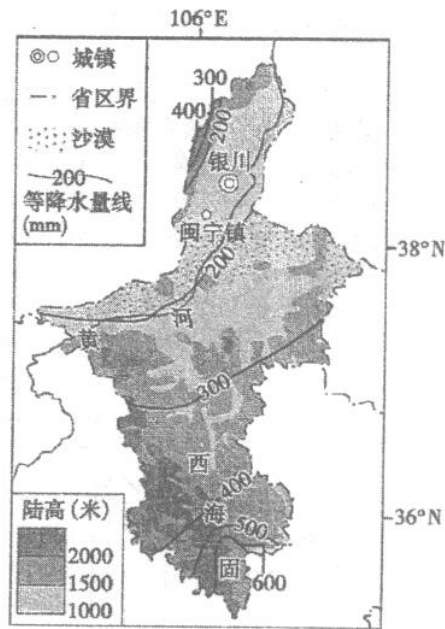 106°E
城镇
省区界
沙漠
200
等降水量线
(mm)
300
400
200
银川
闽宁镇
38°N
200
黄
河
300
西
400
海
36°N
500
固
600
陆高(米)
2000
1500
1000